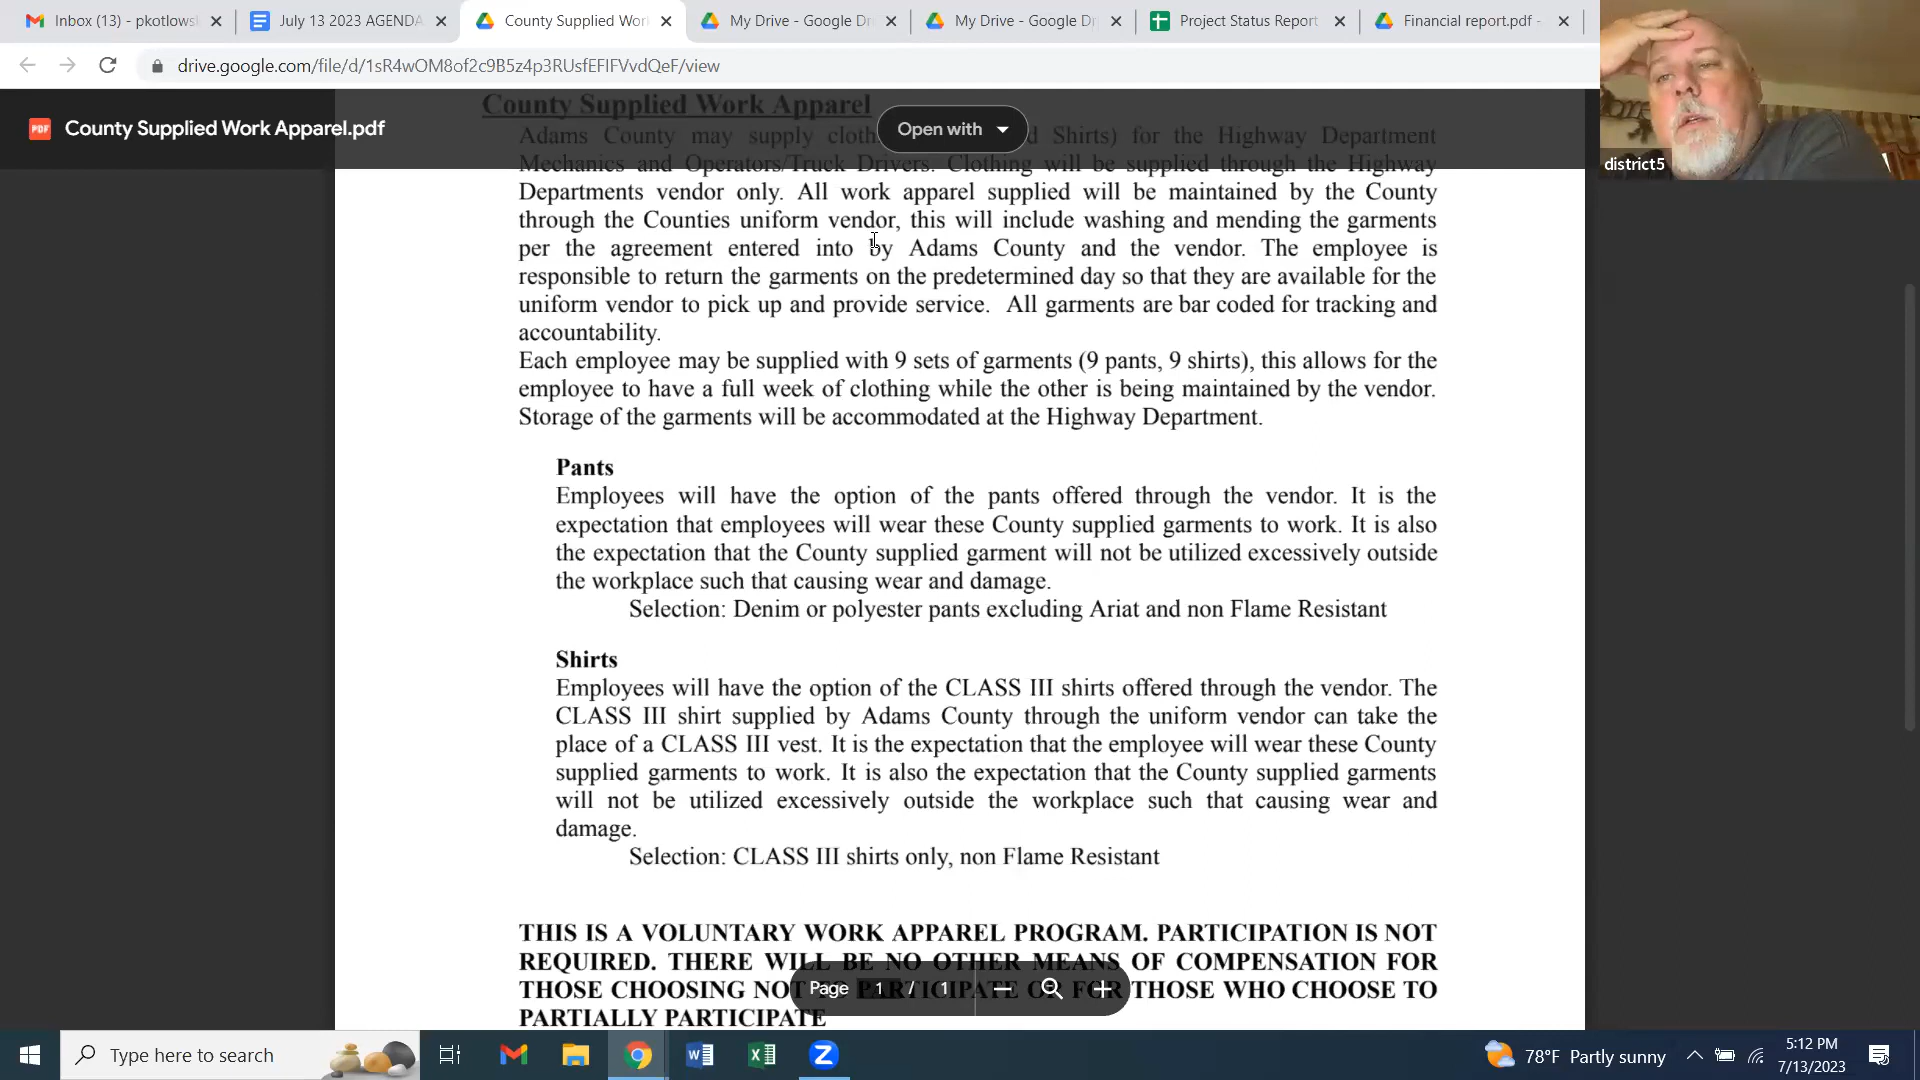 Inbox (13) - pkotlows
July 13 2023 AGENDA
County Supplied Wor
My Drive - Google Dr
My Drive - Google Dr
Project Status Report
Financial report.pdf -
drive.google.com/file/d/1sR4wOM8of2c9B5z4p3RUsfEFIFVvdQeF/view
district5
PDF
County Supplied Work Apparel.pdf
Open with
County Supplied Work Apparel
Adams County may supply cloth d Shirts) for the Highway Department
Mechanics and Operators/Truck Drivers. Clothing will be supplied through the Highway
Departments vendor only. All work apparel supplied will be maintained by the County
through the Counties uniform vendor, this will include washing and mending the garments
per the agreement entered into by Adams County and the vendor. The employee is
responsible to return the garments on the predetermined day so that they are available for the
uniform vendor to pick up and provide service. All garments are bar coded for tracking and
accountability.
Each employee may be supplied with 9 sets of garments (9 pants, 9 shirts), this allows for the
employee to have a full week of clothing while the other is being maintained by the vendor.
Storage of the garments will be accommodated at the Highway Department.
Pants
Employees will have the option of the pants offered through the vendor. It is the
expectation that employees will wear these County supplied garments to work. It is also
the expectation that the County supplied garment will not be utilized excessively outside
the workplace such that causing wear and damage.
Selection: Denim or polyester pants excluding Ariat and non Flame Resistant
Shirts
Employees will have the option of the CLASS III shirts offered through the vendor. The
CLASS III shirt supplied by Adams County through the uniform vendor can take the
place of a CLASS III vest. It is the expectation that the employee will wear these County
supplied garments to work. It is also the expectation that the County supplied garments
will not be utilized excessively outside the workplace such that causing wear and
damage.
Selection: CLASS III shirts only, non Flame Resistant
THIS IS A VOLUNTARY WORK APPAREL PROGRAM. PARTICIPATION IS NOT
REQUIRED. THERE WILL BE NO OTHER MEANS OF COMPENSATION FOR
THOSE CHOOSING NOT TO PARTICIPATE OR FOR THOSE WHO CHOOSE TO
PARTIALLY PARTICIPATE
Page 1 / 1
Type here to search
78°F Partly sunny
5:12 PM
7/13/2023